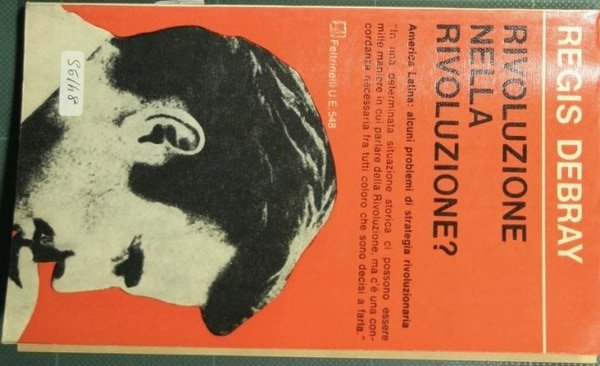 REGIS DEBRAY
RIVOLUZIONE
NELLA
RIVOLUZIONE?
America Latina: alcuni problemi di strategia rivoluzionaria
"In una determinata situazione storica ci possono essere
mille maniere in cui parlare della Rivoluzione, ma c'è una con-
cordanza necessaria fra tutti coloro che sono decisi a farla."
Feltrinelli U.E. 548